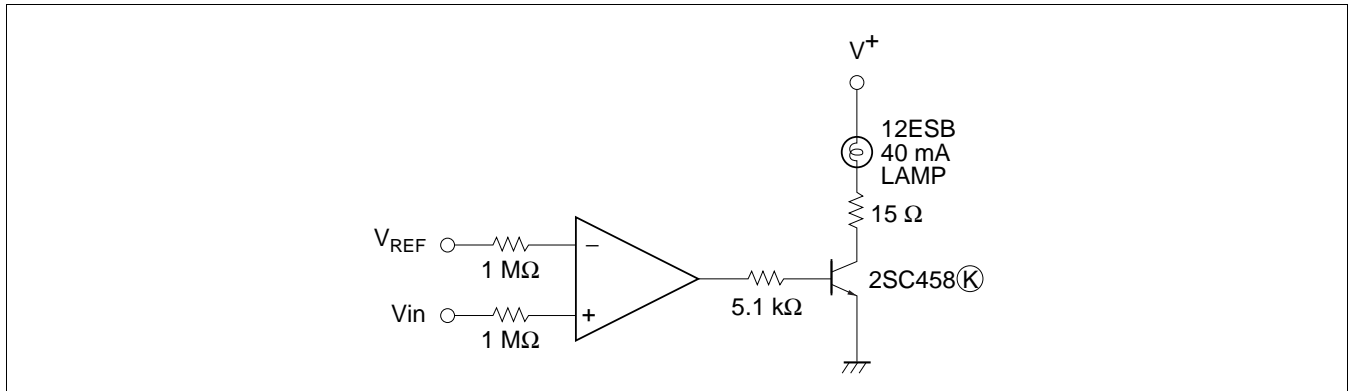 V+
12ESB
40 mA
LAMP
15 Ω
VREF
−
1 MΩ
2SC458Ⓚ
5.1 kΩ
Vin
+
1 MΩ